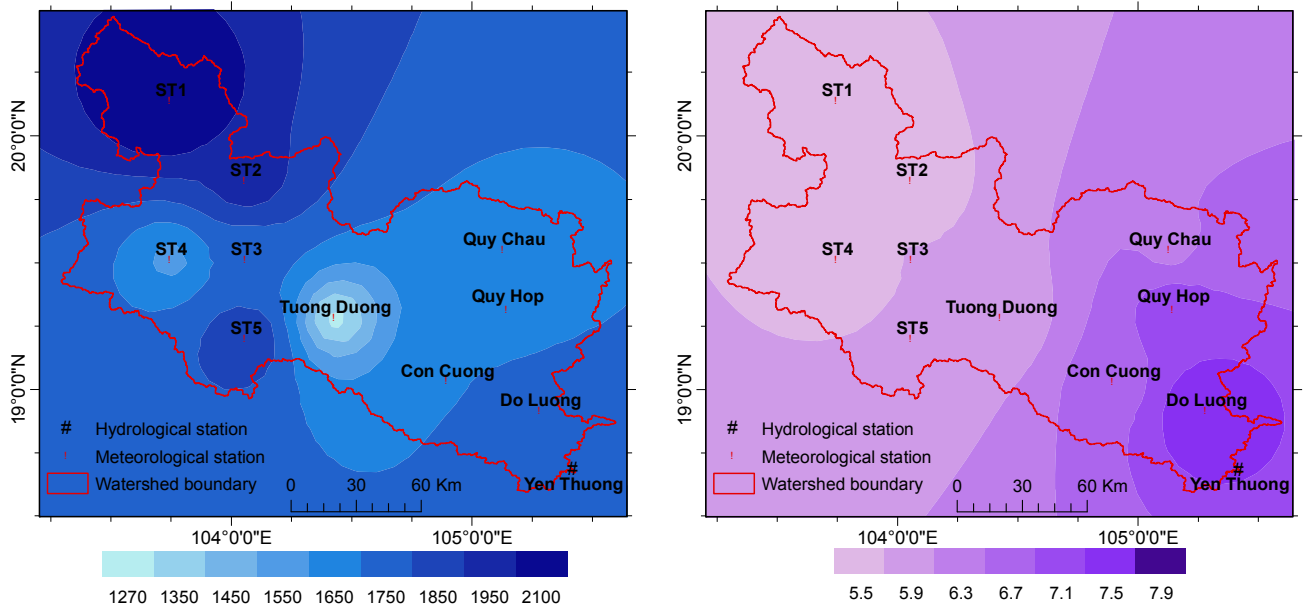 ST1
ST2
ST4
ST3
Quy Chau
Quy Hop
Tuong Duong
ST5
Con Cuong
Do Luong
Yen Thuong
20°0'0"N
19°0'0"N
# Hydrological station
! Meteorological station
Watershed boundary
0 30 60 Km
#
104°0'0"E 105°0'0"E
1270 1350 1450 1550 1650 1750 1850 1950 2100
ST1
ST2
ST4
ST3
Quy Chau
Quy Hop
Tuong Duong
ST5
Con Cuong
Do Luong
Yen Thuong
20°0'0"N
19°0'0"N
# Hydrological station
! Meteorological station
Watershed boundary
0 30 60 Km
#
104°0'0"E 105°0'0"E
5.5 5.9 6.3 6.7 7.1 7.5 7.9